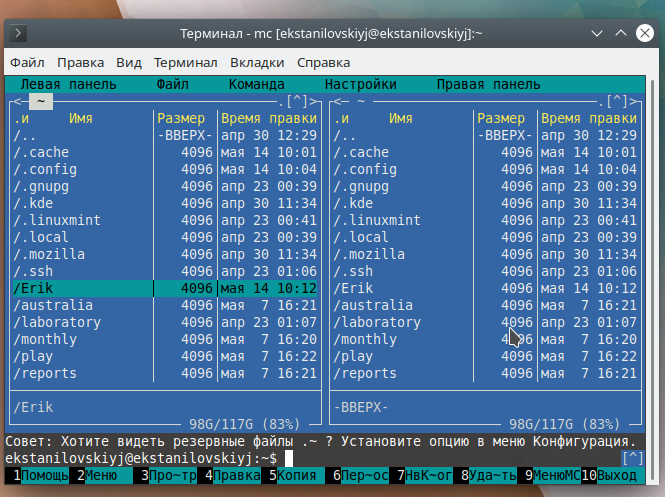 Терминал - mc [ekstanilovskiyj@ekstanilovskiyj]:~
Файл Правка Вид Терминал Вкладки Справка
Левая панель Файл Команда Настройки Правая панель
<─ ~ .[^]> <─ ~ .[^]>
.и Имя Размер Время правки .и Имя Размер Время правки
/.. -ВВЕРХ- апр 30 12:29 /.. -ВВЕРХ- апр 30 12:29
/.cache 4096 мая 14 10:01 /.cache 4096 мая 14 10:01
/.config 4096 мая 14 10:04 /.config 4096 мая 14 10:04
/.gnupg 4096 апр 23 00:39 /.gnupg 4096 апр 23 00:39
/.kde 4096 апр 30 11:34 /.kde 4096 апр 30 11:34
/.linuxmint 4096 апр 23 00:41 /.linuxmint 4096 апр 23 00:41
/.local 4096 апр 23 00:39 /.local 4096 апр 23 00:39
/.mozilla 4096 апр 30 11:34 /.mozilla 4096 апр 30 11:34
/.ssh 4096 апр 23 01:06 /.ssh 4096 апр 23 01:06
/Erik 4096 мая 14 10:12 /Erik 4096 мая 14 10:12
/australia 4096 мая 7 16:21 /australia 4096 мая 7 16:21
/laboratory 4096 апр 23 01:07 /laboratory 4096 апр 23 01:07
/monthly 4096 мая 7 16:20 /monthly 4096 мая 7 16:20
/play 4096 мая 7 16:22 /play 4096 мая 7 16:22
/reports 4096 мая 7 16:21 /reports 4096 мая 7 16:21
/Erik -ВВЕРХ-
98G/117G (83%) 98G/117G (83%)
Совет: Хотите видеть резервные файлы .~ ? Установите опцию в меню Конфигурация.
ekstanilovskiyj@ekstanilovskiyj:~$ [^]
1Помощь 2Меню 3Про~тр 4Правка 5Копия 6Пер~ос 7НвК~ог 8Уда~ть 9МенюМС 10Выход